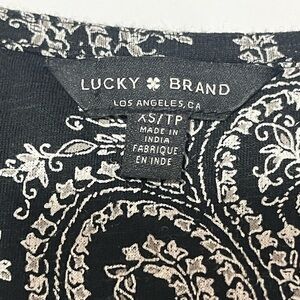 LUCKY BRAND
LOS ANGELES, CA
XS/TP
MADE IN
INDIA
FABRIQUE
EN INDE